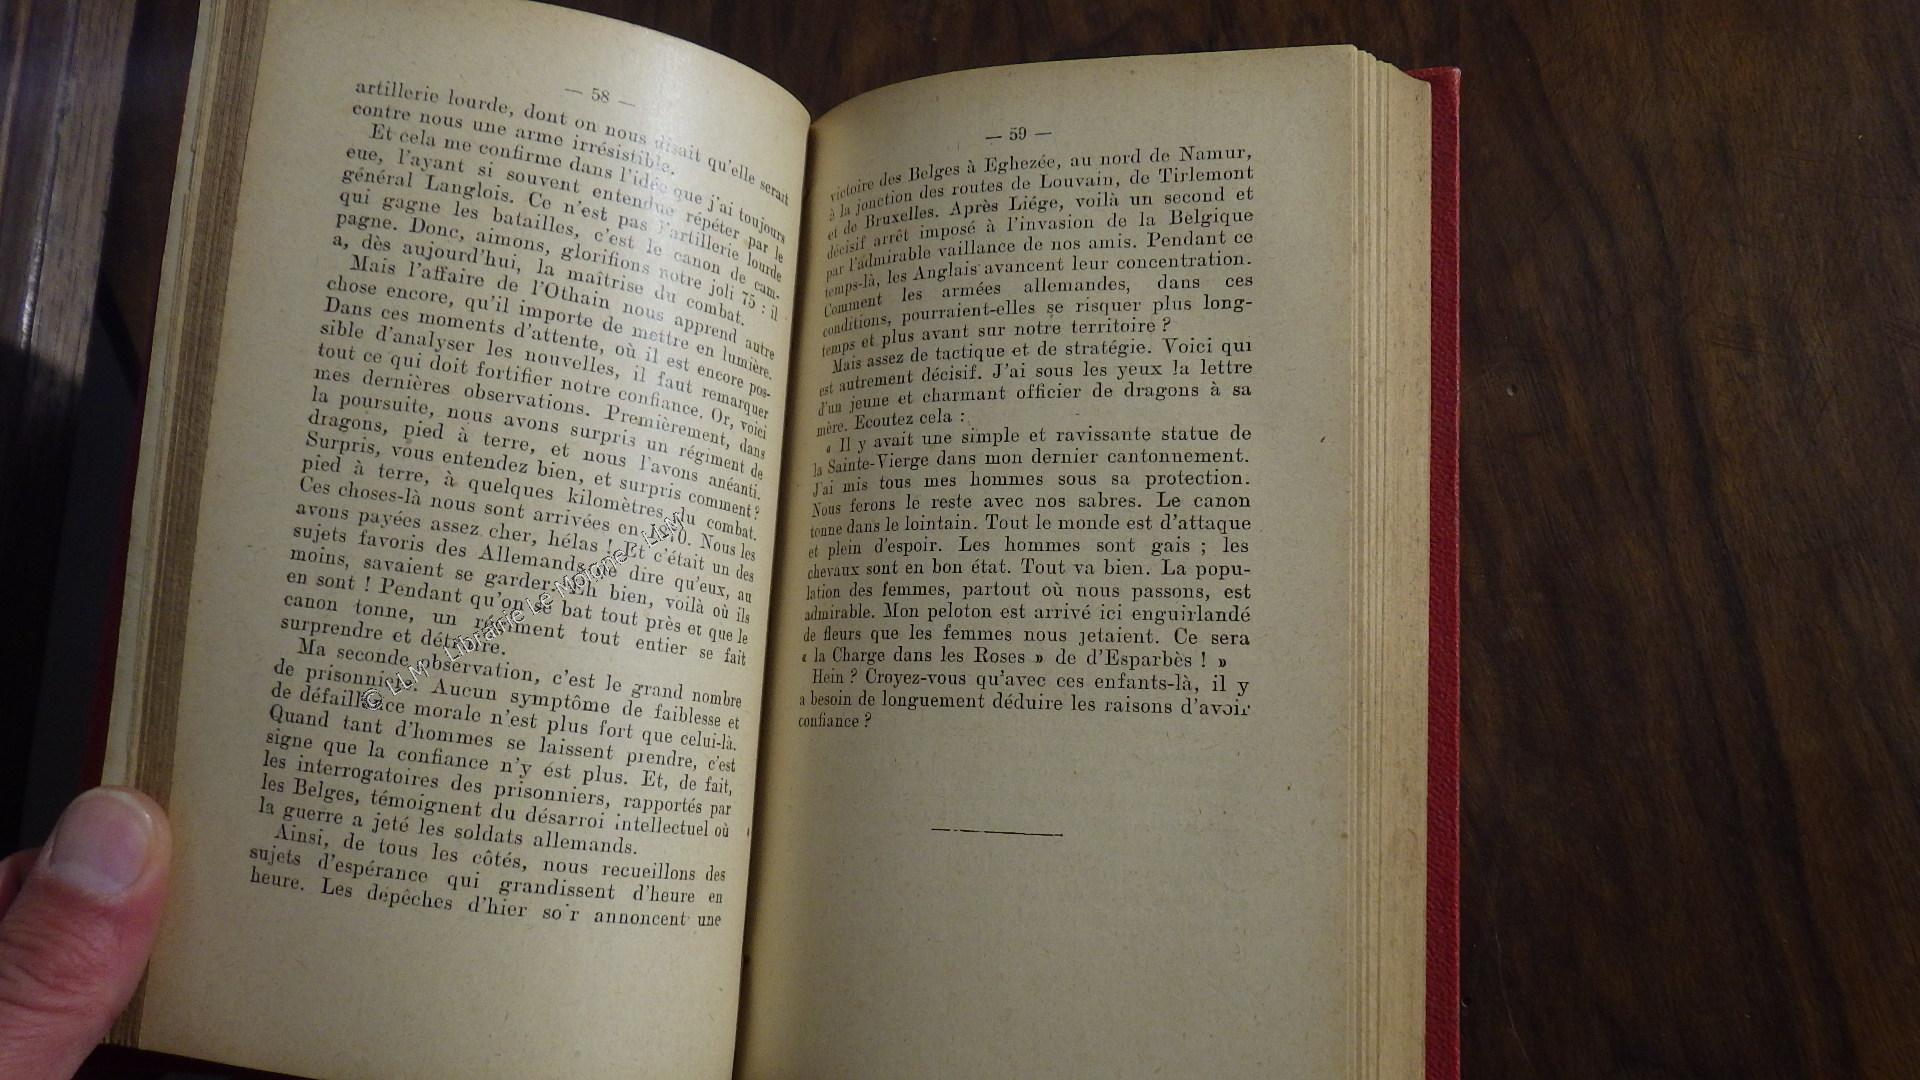 — 58 —
artillerie lourde, dont on nous disait qu'elle serait
contre nous une arme irrésistible.
Et cela me confirme dans l'idée que j'ai toujours
eue, l'ayant si souvent entendue répéter par le
général Langlois. Ce n'est pas l'artillerie lourde
qui gagne les batailles, c'est le canon de cam-
pagne. Donc, aimons, glorifions notre joli 75 : il
a, dès aujourd'hui, la maîtrise du combat.
Mais l'affaire de l'Othain nous apprend autre
chose encore, qu'il importe de mettre en lumière.
Dans ces moments d'attente, où il est encore pos-
sible d'analyser les nouvelles, il faut remarquer
tout ce qui doit fortifier notre confiance. Or, voici
mes dernières observations. Premièrement, dans
la poursuite, nous avons surpris un régiment de
dragons, pied à terre, et nous l'avons anéanti.
Surpris, vous entendez bien, et surpris comment ?
pied à terre, à quelques kilomètres du combat.
Ces choses-là nous sont arrivées en 1870. Nous les
avons payées assez cher, hélas ! Et c'était un des
sujets favoris des Allemands de dire qu'eux, au
moins, savaient se garder. Eh bien, voilà où ils
en sont ! Pendant qu'on se bat tout près et que le
canon tonne, un régiment tout entier se fait
surprendre et détruire.
Ma seconde observation, c'est le grand nombre
de prisonniers. Aucun symptôme de faiblesse et
de défaillance morale n'est plus fort que celui-là.
Quand tant d'hommes se laissent prendre, c'est
signe que la confiance n'y est plus. Et, de fait,
les interrogatoires des prisonniers, rapportés par
les Belges, témoignent du désarroi intellectuel où
la guerre a jeté les soldats allemands.
Ainsi, de tous les côtés, nous recueillons des
sujets d'espérance qui grandissent d'heure en
heure. Les dépêches d'hier soir annoncent une
© LLM - Librairie Le Moione - LLM
— 59 —
victoire des Belges à Eghezée, au nord de Namur,
à la jonction des routes de Louvain, de Tirlemont
et de Bruxelles. Après Liége, voilà un second et
décisif arrêt imposé à l'invasion de la Belgique
par l'admirable vaillance de nos amis. Pendant ce
temps-là, les Anglais avancent leur concentration.
Comment les armées allemandes, dans ces
conditions, pourraient-elles se risquer plus long-
temps et plus avant sur notre territoire ?
Mais assez de tactique et de stratégie. Voici qui
est autrement décisif. J'ai sous les yeux la lettre
d'un jeune et charmant officier de dragons à sa
mère. Ecoutez cela :
« Il y avait une simple et ravissante statue de
la Sainte-Vierge dans mon dernier cantonnement.
J'ai mis tous mes hommes sous sa protection.
Nous ferons le reste avec nos sabres. Le canon
tonne dans le lointain. Tout le monde est d'attaque
et plein d'espoir. Les hommes sont gais ; les
chevaux sont en bon état. Tout va bien. La popu-
lation des femmes, partout où nous passons, est
admirable. Mon peloton est arrivé ici enguirlandé
de fleurs que les femmes nous jetaient. Ce sera
« la Charge dans les Roses » de d'Esparbès ! »
Hein ? Croyez-vous qu'avec ces enfants-là, il y
a besoin de longuement déduire les raisons d'avoir
confiance ?